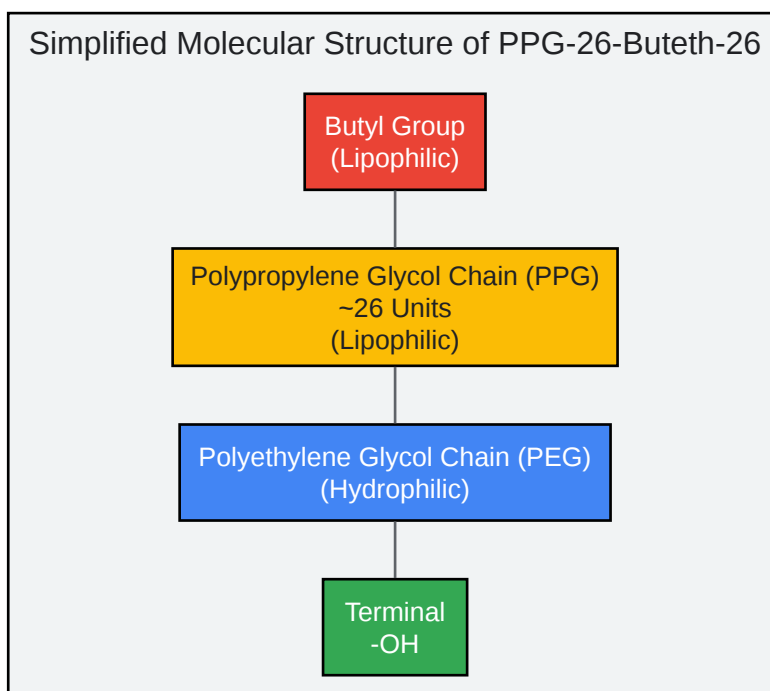 Simplified Molecular Structure of PPG-26-Buteth-26
Butyl Group
(Lipophilic)
Polypropylene Glycol Chain (PPG)
~26 Units
(Lipophilic)
Polyethylene Glycol Chain (PEG)
(Hydrophilic)
Terminal
-OH